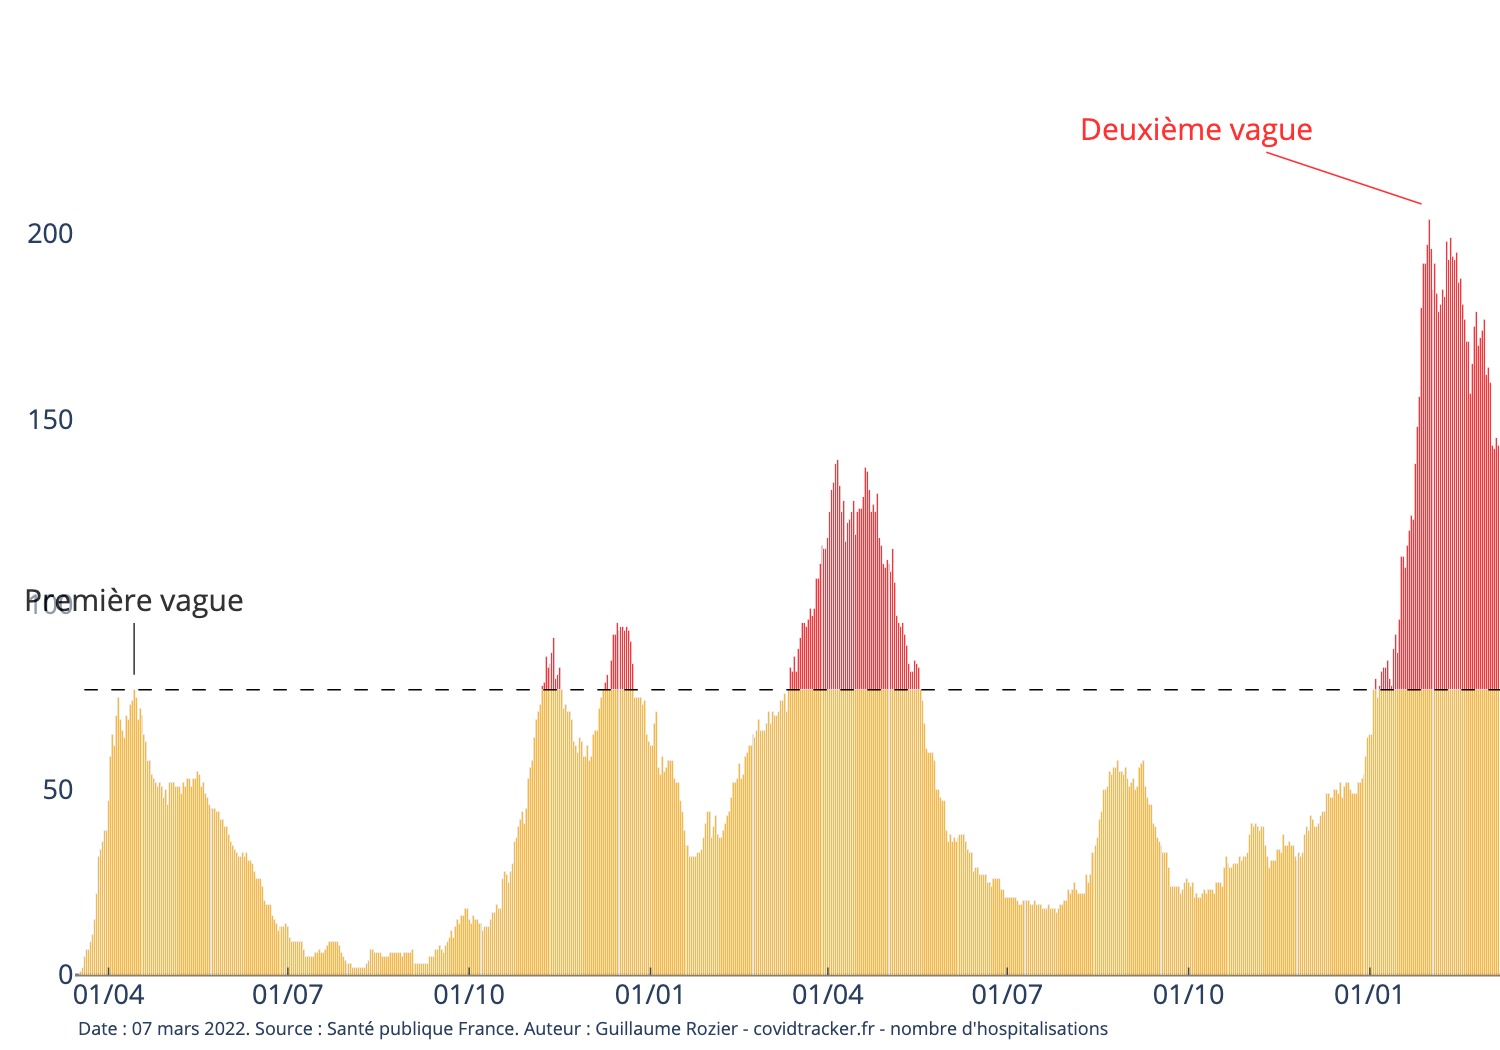 Deuxième vague
200
150
100
Première vague
50
0
01/04 01/07 01/10 01/01 01/04 01/07 01/10 01/01
Date : 07 mars 2022. Source : Santé publique France. Auteur : Guillaume Rozier - covidtracker.fr - nombre d'hospitalisations